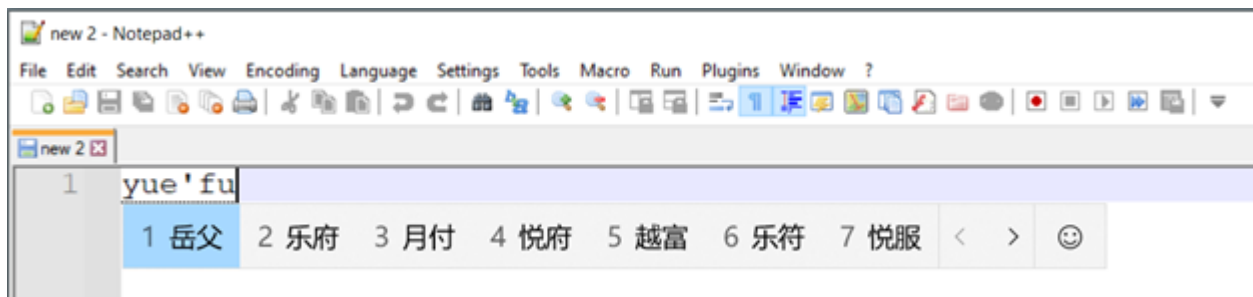 new 2 - Notepad++
File Edit Search View Encoding Language Settings Tools Macro Run Plugins Window ?
new 2
1 yue'fu
1 岳父 2 乐府 3 月付 4 悦府 5 越富 6 乐符 7 悦服 < >